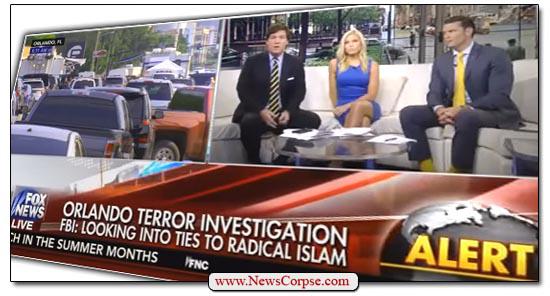 ORLANDO, FL
FOX
NEWS
LIVE
ORLANDO TERROR INVESTIGATION
FBI: LOOKING INTO TIES TO RADICAL ISLAM
ALERT
CH IN THE SUMMER MONTHS
FNC
www.NewsCorpse.com